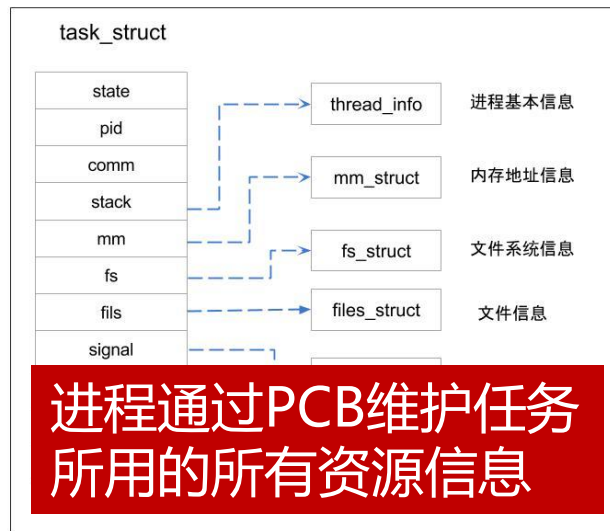 task_struct
state
pid
comm
stack
mm
fs
fils
signal
thread_info 进程基本信息
mm_struct 内存地址信息
fs_struct 文件系统信息
files_struct 文件信息
进程通过PCB维护任务
所用的所有资源信息